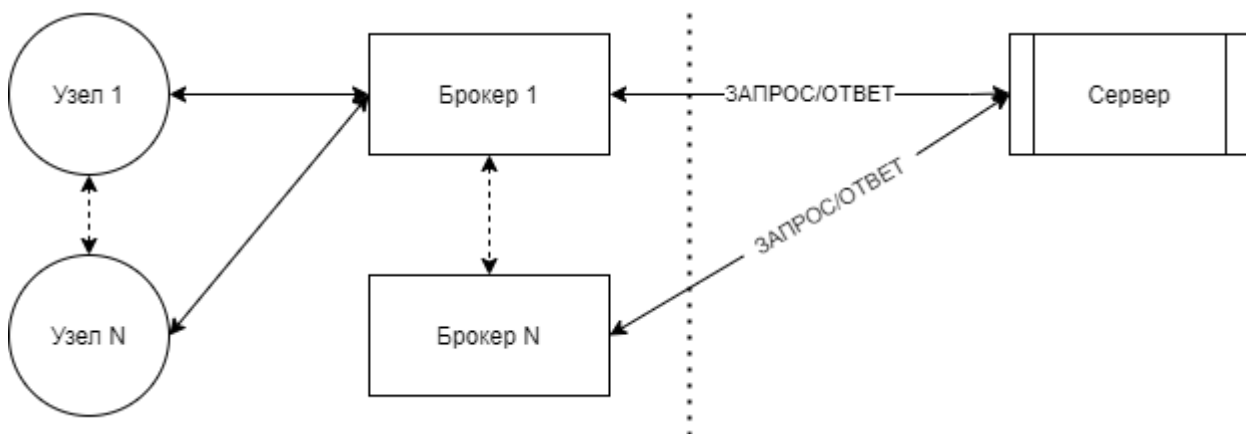 Узел 1
Брокер 1
ЗАПРОС/ОТВЕТ
Сервер
ЗАПРОС/ОТВЕТ
Узел N
Брокер N